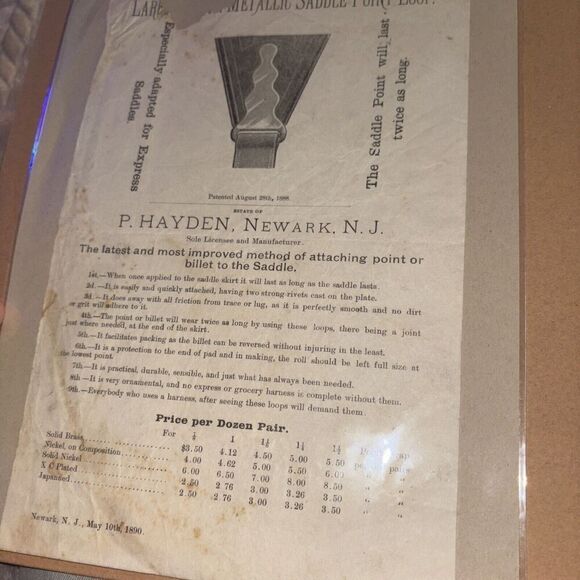 METALLIC SADDLE POINT LOOP.
Especially adapted for Express
Saddles.
The Saddle Point will last
twice as long.
Patented August 28th, 1888.
ESTATE OF
P. HAYDEN, NEWARK, N. J.
Sole Licensee and Manufacturer.
The latest and most improved method of attaching point or
billet to the Saddle.
1st.—When once applied to the saddle skirt it will last as long as the saddle lasts.
2d.—It is easily and quickly attached, having two strong rivets cast on the plate.
3d.—It does away with all friction from trace or lug, as it is perfectly smooth and no dirt
or grit will adhere to it.
4th.—The point or billet will wear twice as long by using these loops, there being a joint
just where needed, at the end of the skirt.
5th.—It facilitates packing as the billet can be reversed without injuring in the least.
6th.—It is a protection to the end of pad and in making, the roll should be left full size at
the lowest point.
7th.—It is practical, durable, sensible, and just what has always been needed.
8th—It is very ornamental, and no express or grocery harness is complete without them.
9th.—Everybody who uses a harness, after seeing these loops will demand them.
Price per Dozen Pair.
For 1
Solid Brass $3.50 4.12 4.50 5.00 5.50
Nickel, on Composition 4.00 4.62 5.00 5.50 6.00
Solid Nickel 6.00 6.50 7.00 8.00 8.50
X C Plated 2.50 2.76 3.00 3.26 3.50
Japanned 2.50 2.76 3.00 3.26 3.50
Newark, N. J., May 10th, 1890.